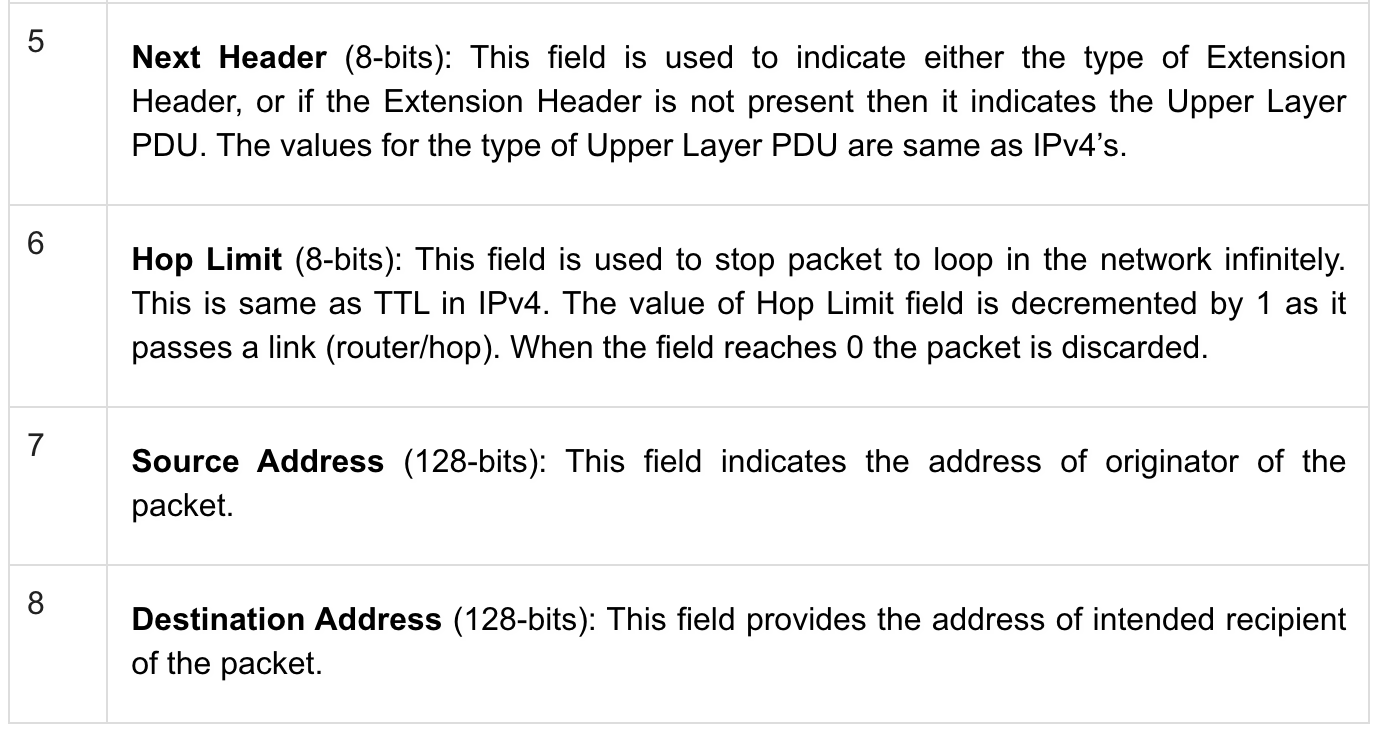 5
Next Header (8-bits): This field is used to indicate either the type of Extension
Header, or if the Extension Header is not present then it indicates the Upper Layer
PDU. The values for the type of Upper Layer PDU are same as IPv4’s.
6
Hop Limit (8-bits): This field is used to stop packet to loop in the network infinitely.
This is same as TTL in IPv4. The value of Hop Limit field is decremented by 1 as it
passes a link (router/hop). When the field reaches 0 the packet is discarded.
7
Source Address (128-bits): This field indicates the address of originator of the
packet.
8
Destination Address (128-bits): This field provides the address of intended recipient
of the packet.